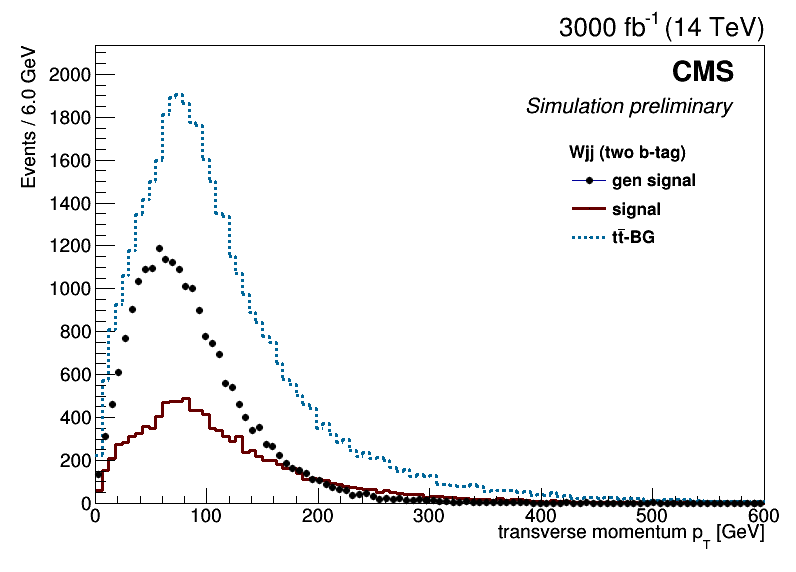 3000 fb⁻¹ (14 TeV)
CMS
Simulation preliminary
Wjj (two b-tag)
gen signal
signal
tt̄-BG
Events / 6.0 GeV
2000
1800
1600
1400
1200
1000
800
600
400
200
0
0 100 200 300 400 500 600
transverse momentum p_T [GeV]